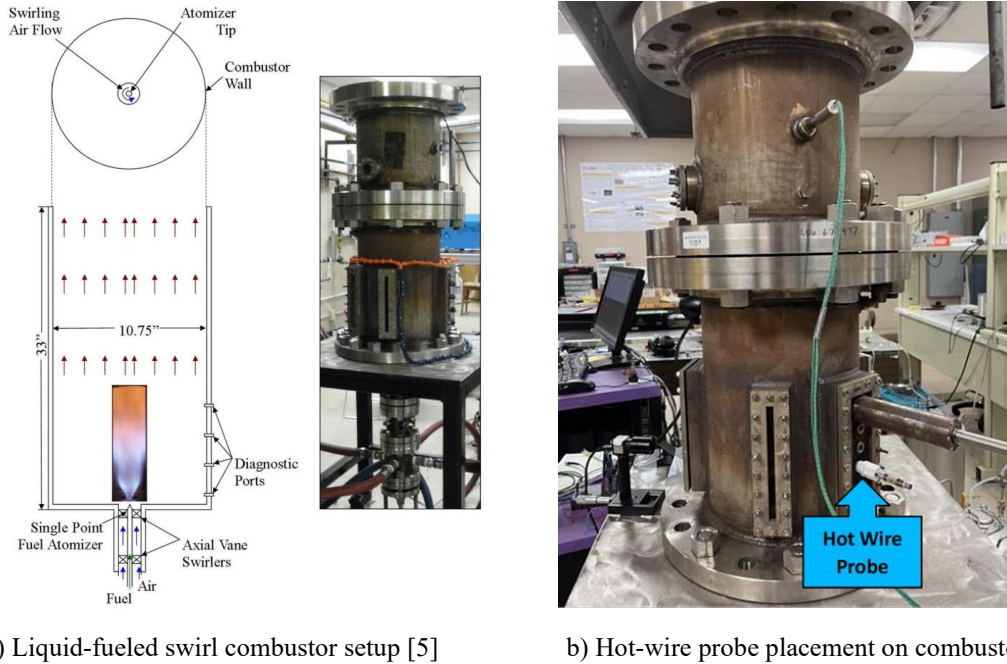 Swirling
Air Flow
Atomizer
Tip
Combustor
Wall
33”
10.75”
Diagnostic
Ports
Single Point
Fuel Atomizer
Axial Vane
Swirlers
Air
Fuel
Hot Wire
Probe
) Liquid-fueled swirl combustor setup [5]
b) Hot-wire probe placement on combust